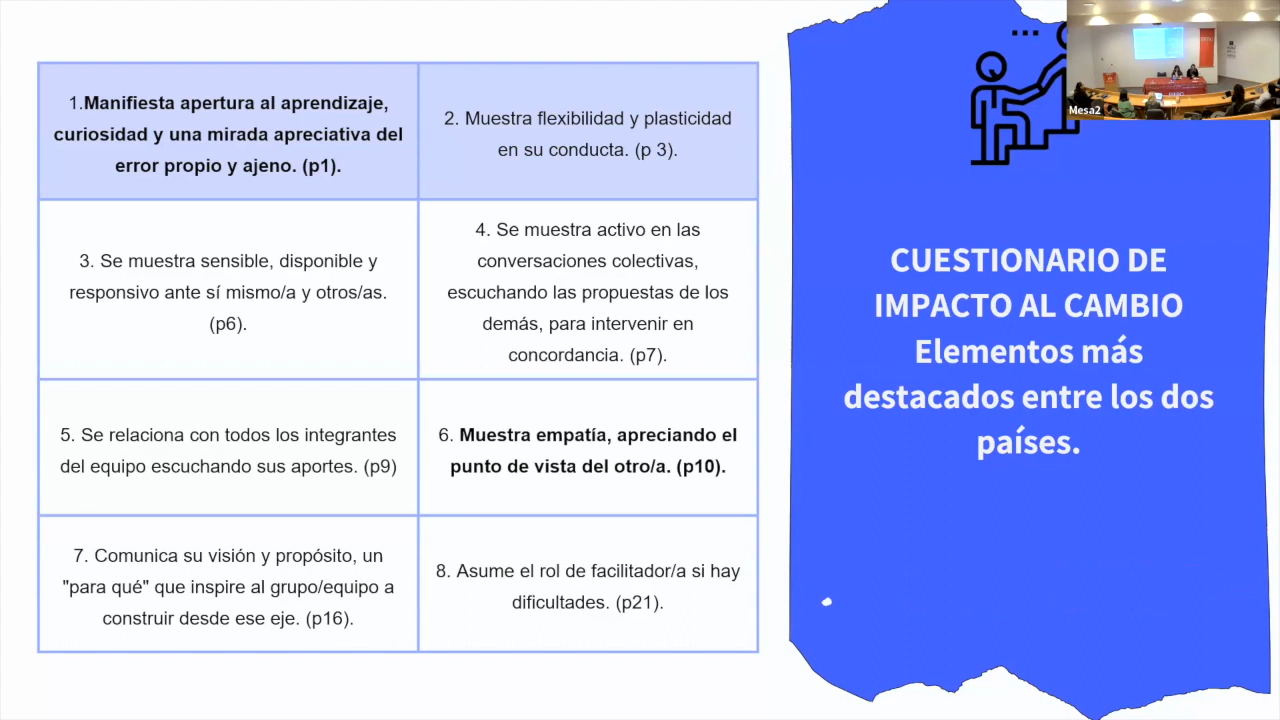 1.Manifiesta apertura al aprendizaje,
curiosidad y una mirada apreciativa del
error propio y ajeno. (p1).
2. Muestra flexibilidad y plasticidad
en su conducta. (p 3).
3. Se muestra sensible, disponible y
responsivo ante sí mismo/a y otros/as.
(p6).
4. Se muestra activo en las
conversaciones colectivas,
escuchando las propuestas de los
demás, para intervenir en
concordancia. (p7).
5. Se relaciona con todos los integrantes
del equipo escuchando sus aportes. (p9)
6. Muestra empatía, apreciando el
punto de vista del otro/a. (p10).
7. Comunica su visión y propósito, un
"para qué" que inspire al grupo/equipo a
construir desde ese eje. (p16).
8. Asume el rol de facilitador/a si hay
dificultades. (p21).
CUESTIONARIO DE
IMPACTO AL CAMBIO
Elementos más
destacados entre los dos
países.
Mesa2